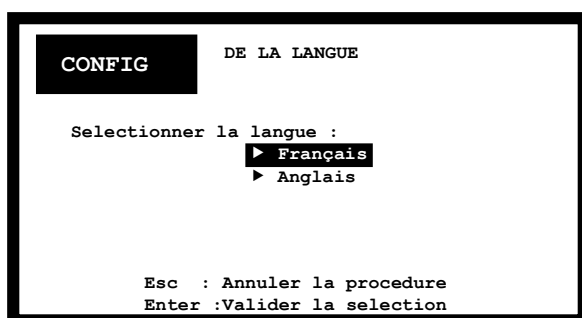 CONFIG DE LA LANGUE
Selectionner la langue :
▶ Français
▶ Anglais
Esc : Annuler la procedure
Enter :Valider la selection